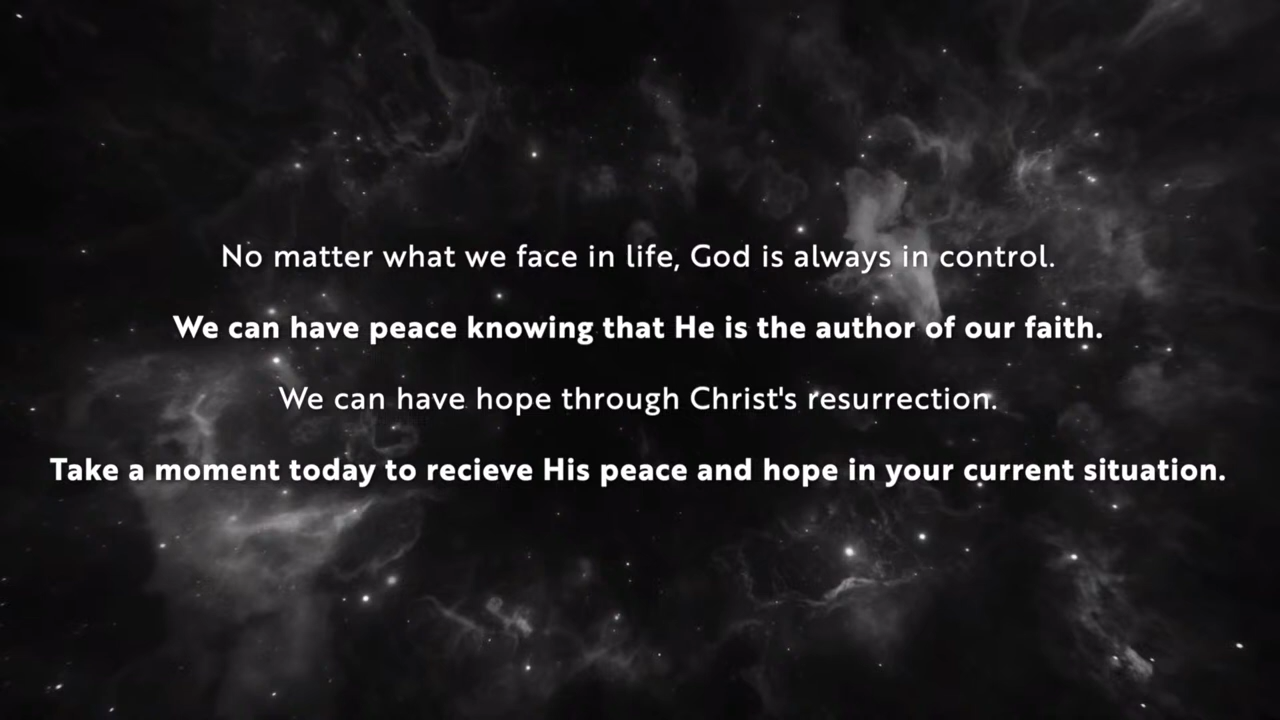 No matter what we face in life, God is always in control.
We can have peace knowing that He is the author of our faith.
We can have hope through Christ's resurrection.
Take a moment today to recieve His peace and hope in your current situation.